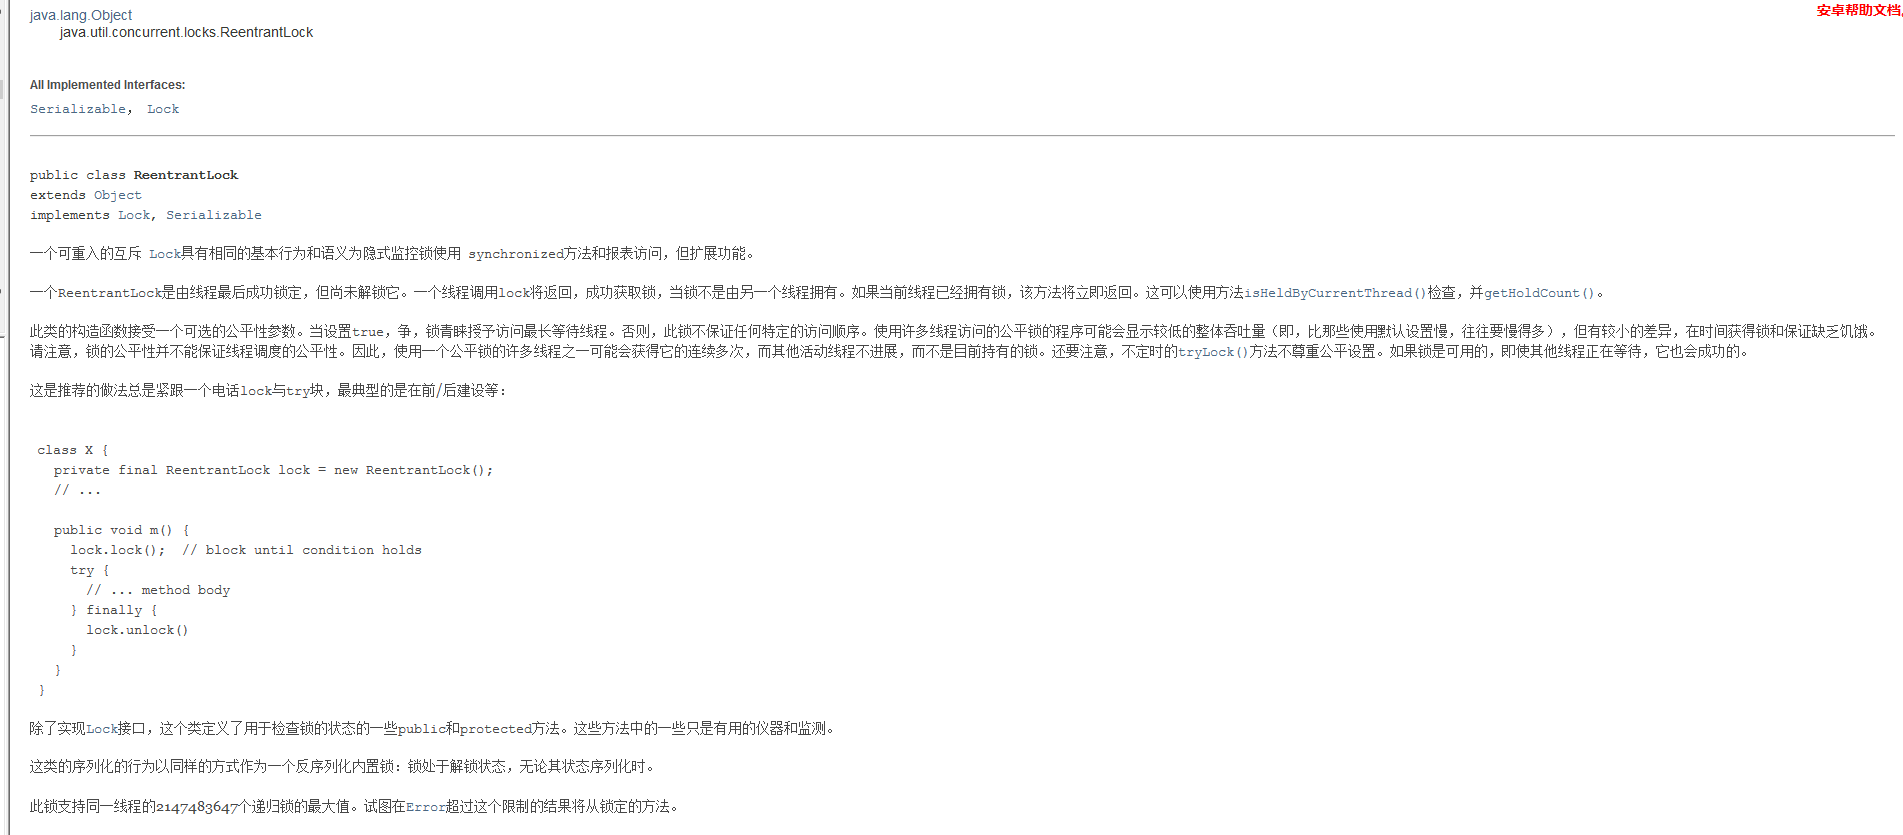 java.lang.Object
安卓帮助文档
java.util.concurrent.locks.ReentrantLock
All Implemented Interfaces:
Serializable， Lock
public class ReentrantLock
extends Object
implements Lock, Serializable
一个可重入的互斥 Lock具有相同的基本行为和语义为隐式监控锁使用 synchronized方法和报表访问，但扩展功能。
一个ReentrantLock是由线程最后成功锁定，但尚未解锁它。一个线程调用lock将返回，成功获取锁，当锁不是由另一个线程拥有。如果当前线程已经拥有锁，该方法将立即返回。这可以使用方法isHeldByCurrentThread()检查，并getHoldCount()。
此类的构造函数接受一个可选的公平性参数。当设置true，争，锁青睐授予访问最长等待线程。否则，此锁不保证任何特定的访问顺序。使用许多线程访问的公平锁的程序可能会显示较低的整体吞吐量（即，比那些使用默认设置慢，往往要慢得多），但有较小的差异，在时间获得锁和保证缺乏饥饿。
请注意，锁的公平性并不能保证线程调度的公平性。因此，使用一个公平锁的许多线程之一可能会获得它的连续多次，而其他活动线程不进展，而不是目前持有的锁。还要注意，不定时的tryLock()方法不尊重公平设置。如果锁是可用的，即使其他线程正在等待，它也会成功的。
这是推荐的做法总是紧跟一个电话lock与try块，最典型的是在前/后建设等：
class X {
private final ReentrantLock lock = new ReentrantLock();
// ...
public void m() {
lock.lock();  // block until condition holds
try {
// ... method body
} finally {
lock.unlock()
}
}
}
除了实现Lock接口，这个类定义了用于检查锁的状态的一些public和protected方法。这些方法中的一些只是有用的仪器和监测。
这类的序列化的行为以同样的方式作为一个反序列化内置锁：锁处于解锁状态，无论其状态序列化时。
此锁支持同一线程的2147483647个递归锁的最大值。试图在Error超过这个限制的结果将从锁定的方法。